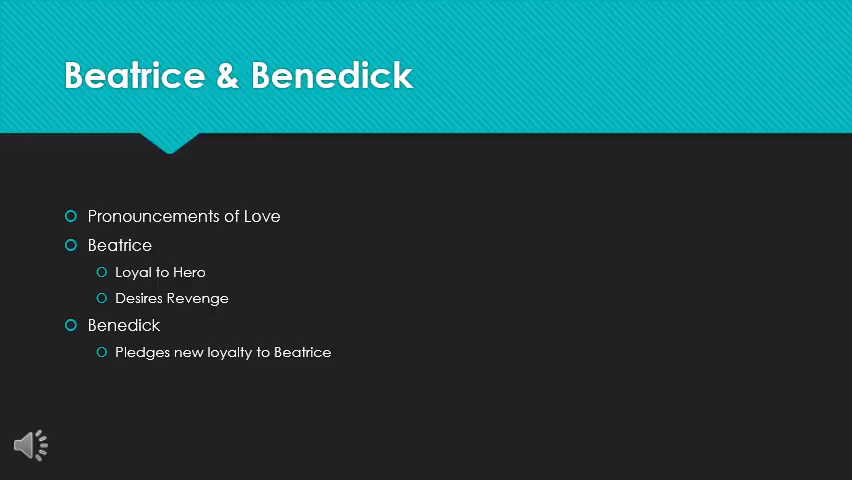 Beatrice & Benedick
Pronouncements of Love
Beatrice
Loyal to Hero
Desires Revenge
Benedick
Pledges new loyalty to Beatrice